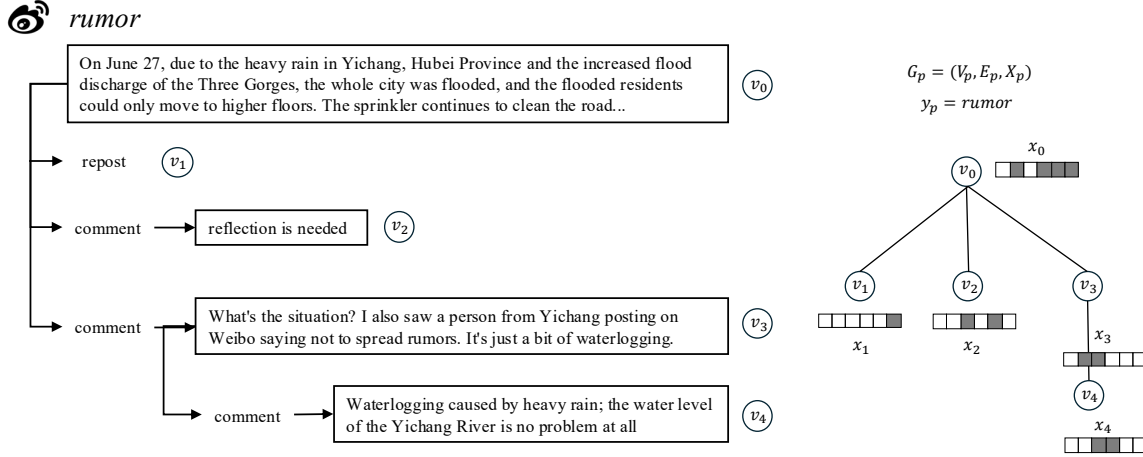 rumor
On June 27, due to the heavy rain in Yichang, Hubei Province and the increased flood
discharge of the Three Gorges, the whole city was flooded, and the flooded residents
could only move to higher floors. The sprinkler continues to clean the road...
v₀
repost
v₁
comment
reflection is needed
v₂
comment
What's the situation? I also saw a person from Yichang posting on
Weibo saying not to spread rumors. It's just a bit of waterlogging.
v₃
comment
Waterlogging caused by heavy rain; the water level
of the Yichang River is no problem at all
v₄
Gₚ = (Vₚ, Eₚ, Xₚ)
yₚ = rumor
x₀
v₀
v₁
v₂
v₃
x₁
x₂
x₃
v₄
x₄